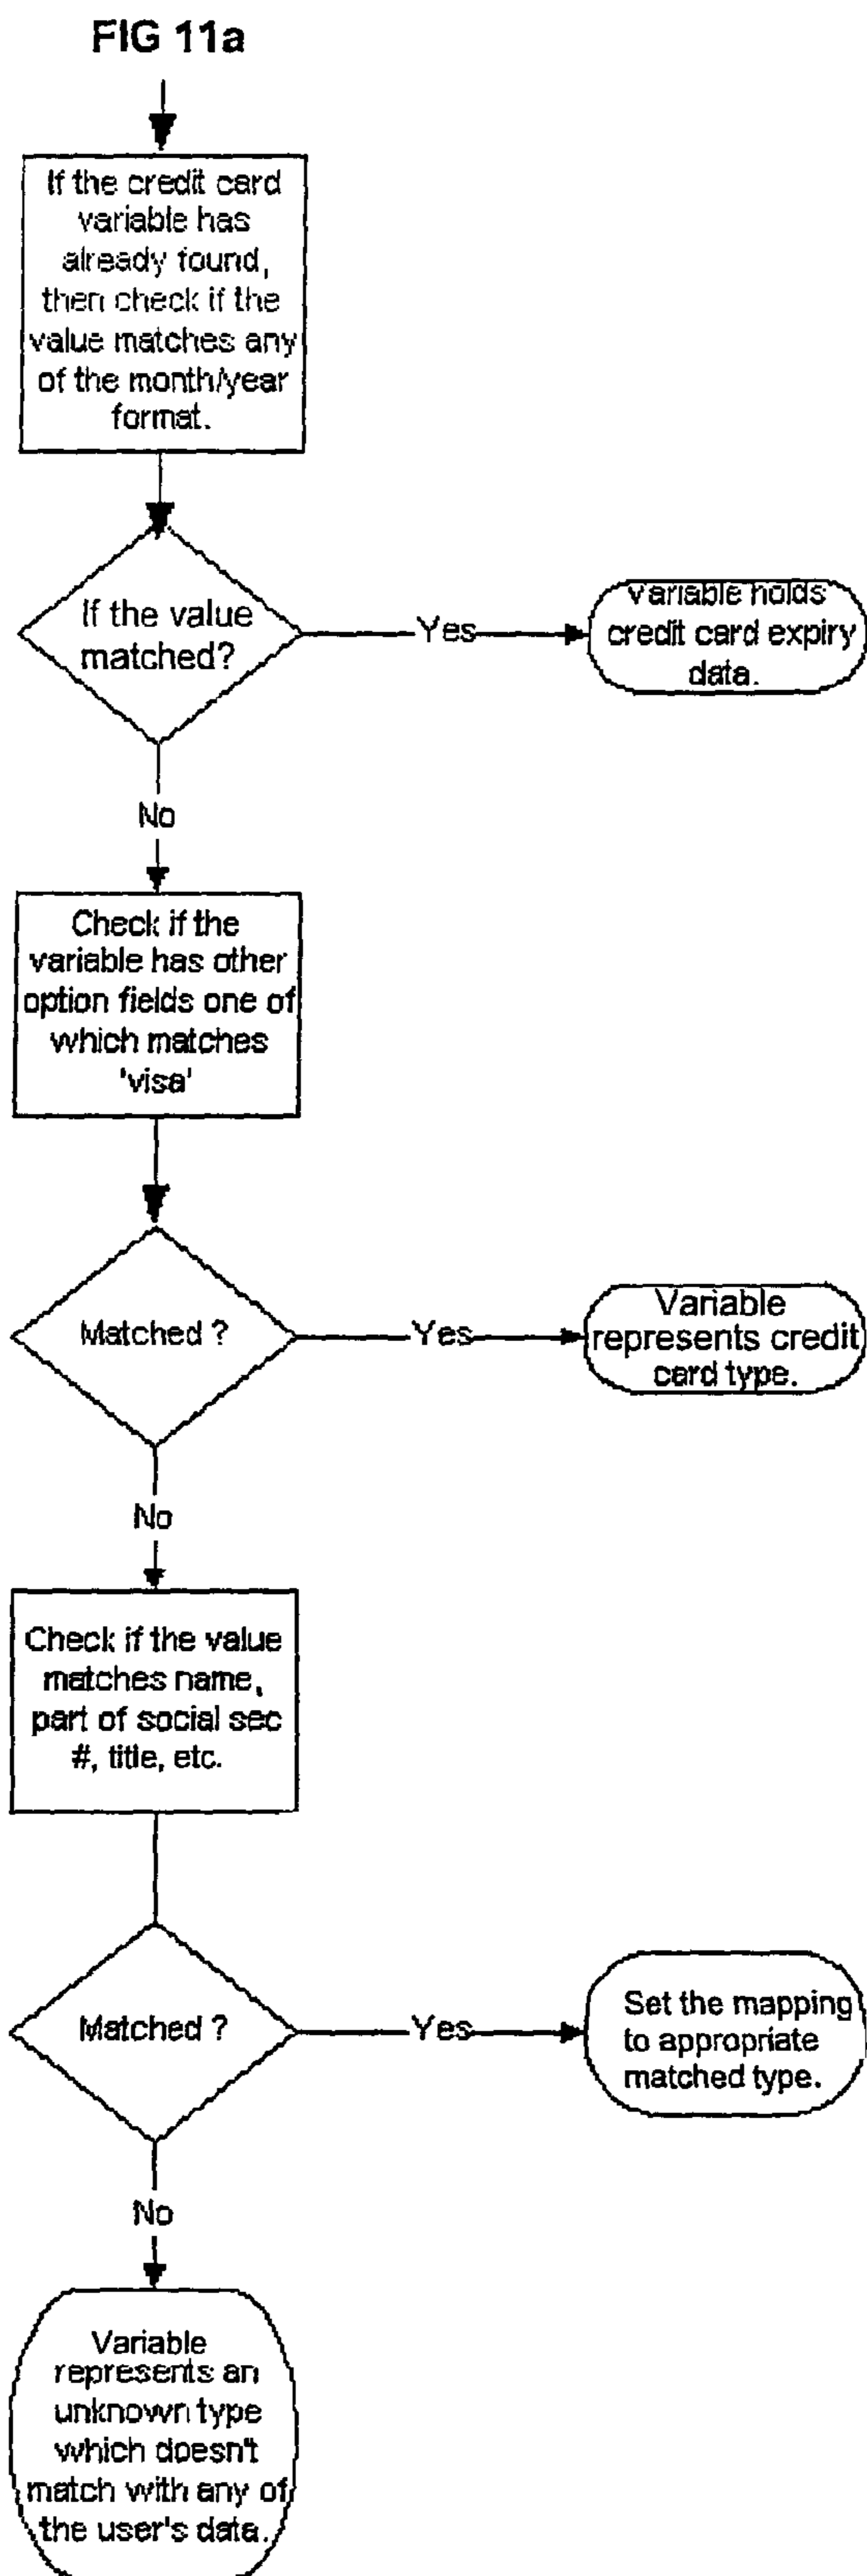 FIG 11a
If the credit card
variable has
already found,
then check if the
value matches any
of the month/year
format.
If the value
matched?
Yes
Variable holds
credit card expiry
data.
No
Check if the
variable has other
option fields one of
which matches
'visa'
Matched ?
Yes
Variable
represents credit
card type.
No
Check if the value
matches name,
part of social sec
#, title, etc.
Matched ?
Yes
Set the mapping
to appropriate
matched type.
No
Variable
represents an
unknown type
which doesn't
match with any of
the user's data.